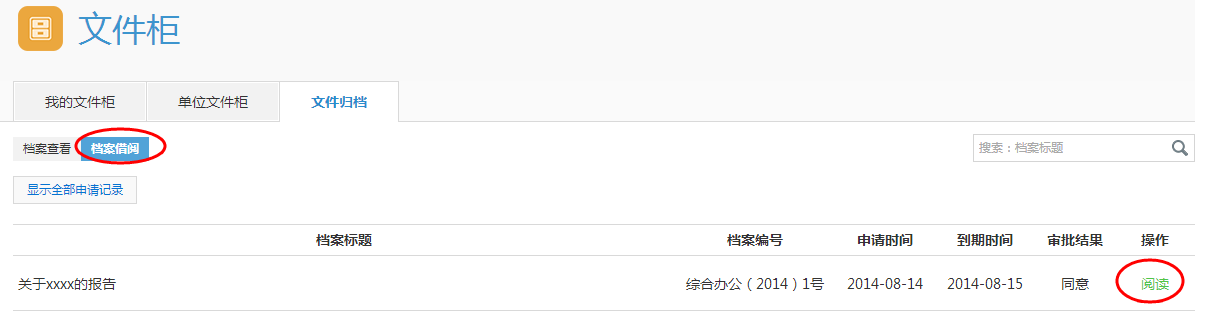 文件柜
我的文件柜 单位文件柜 文件归档
档案查看 档案借阅 搜索：档案标题
显示全部申请记录
档案标题 档案编号 申请时间 到期时间 审批结果 操作
关于xxxx的报告 综合办公（2014）1号 2014-08-14 2014-08-15 同意 阅读